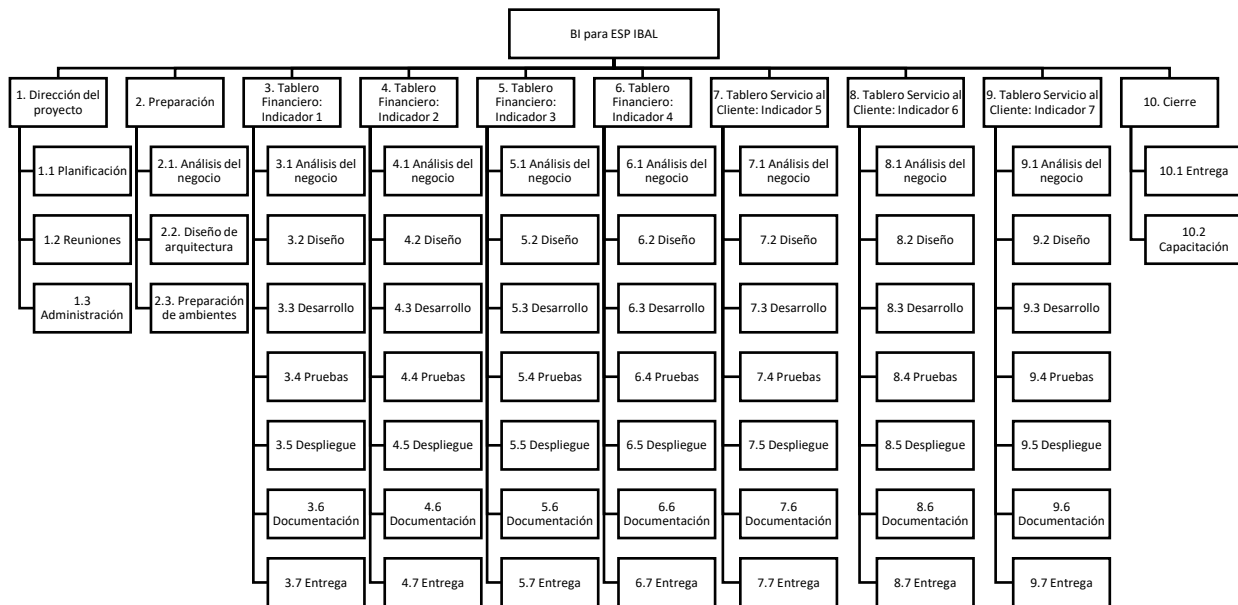 BI para ESP IBAL
1. Dirección del
proyecto
2. Preparación
3. Tablero
Financiero:
Indicador 1
4. Tablero
Financiero:
Indicador 2
5. Tablero
Financiero:
Indicador 3
6. Tablero
Financiero:
Indicador 4
7. Tablero Servicio al
Cliente: Indicador 5
8. Tablero Servicio al
Cliente: Indicador 6
9. Tablero Servicio al
Cliente: Indicador 7
10. Cierre
1.1 Planificación
2.1. Análisis del
negocio
3.1 Análisis del
negocio
4.1 Análisis del
negocio
5.1 Análisis del
negocio
6.1 Análisis del
negocio
7.1 Análisis del
negocio
8.1 Análisis del
negocio
9.1 Análisis del
negocio
10.1 Entrega
1.2 Reuniones
2.2. Diseño de
arquitectura
3.2 Diseño
4.2 Diseño
5.2 Diseño
6.2 Diseño
7.2 Diseño
8.2 Diseño
9.2 Diseño
10.2
Capacitación
1.3
Administración
2.3. Preparación
de ambientes
3.3 Desarrollo
4.3 Desarrollo
5.3 Desarrollo
6.3 Desarrollo
7.3 Desarrollo
8.3 Desarrollo
9.3 Desarrollo
3.4 Pruebas
4.4 Pruebas
5.4 Pruebas
6.4 Pruebas
7.4 Pruebas
8.4 Pruebas
9.4 Pruebas
3.5 Despliegue
4.5 Despliegue
5.5 Despliegue
6.5 Despliegue
7.5 Despliegue
8.5 Despliegue
9.5 Despliegue
3.6
Documentación
4.6
Documentación
5.6
Documentación
6.6
Documentación
7.6
Documentación
8.6
Documentación
9.6
Documentación
3.7 Entrega
4.7 Entrega
5.7 Entrega
6.7 Entrega
7.7 Entrega
8.7 Entrega
9.7 Entrega